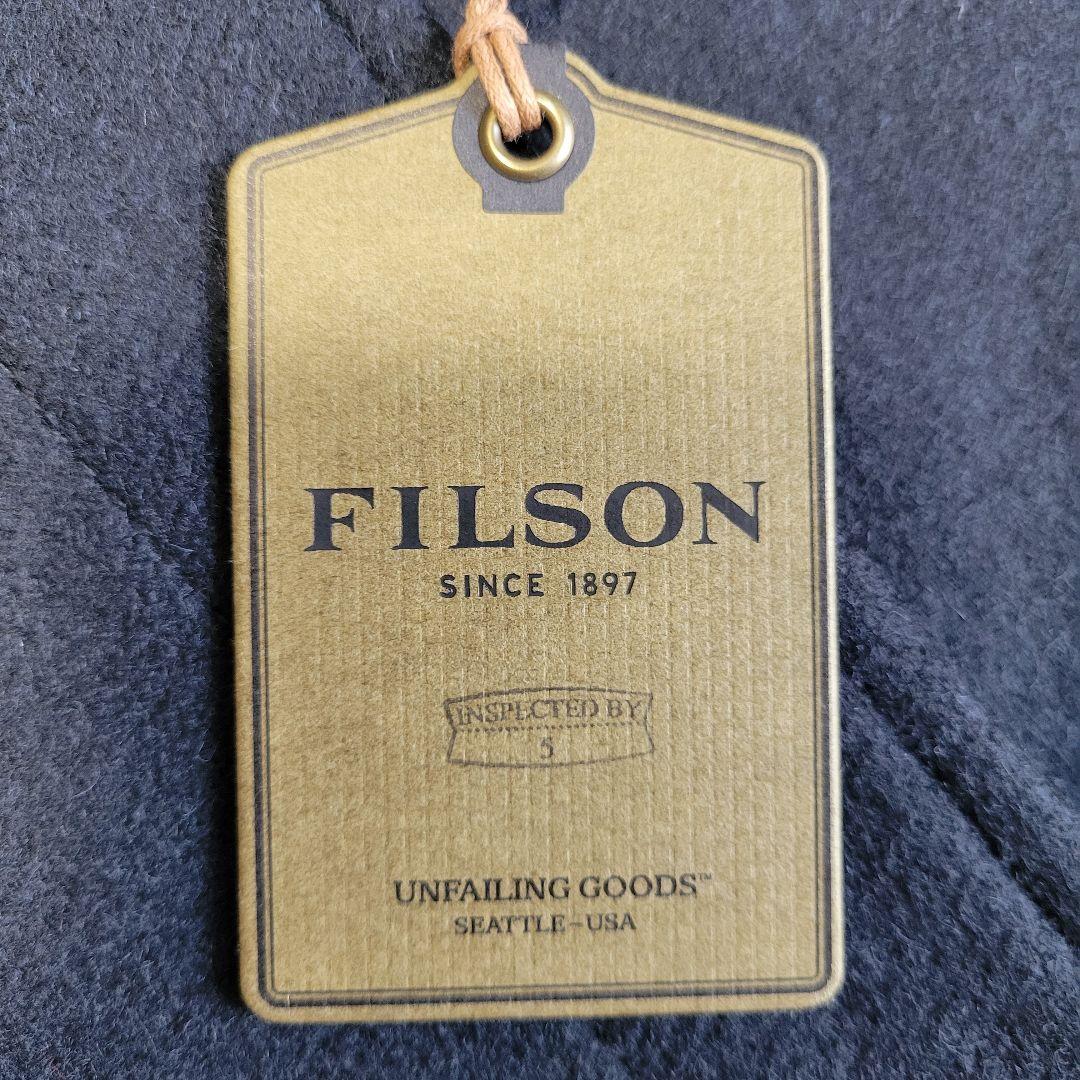 FILSON
SINCE 1897
INSPECTED BY
5
UNFAILING GOODS™
SEATTLE–USA